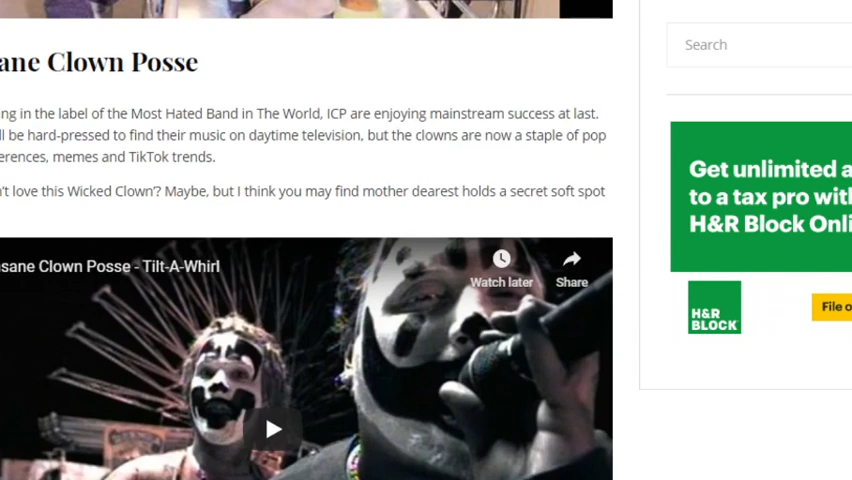 ane Clown Posse
ng in the label of the Most Hated Band in The World, ICP are enjoying mainstream success at last.
ll be hard-pressed to find their music on daytime television, but the clowns are now a staple of pop
erences, memes and TikTok trends.
't love this Wicked Clown'? Maybe, but I think you may find mother dearest holds a secret soft spot
sane Clown Posse - Tilt-A-Whirl
Watch later
Share
Search
Get unlimited a
to a tax pro with
H&R Block Onli
H&R
BLOCK
File o